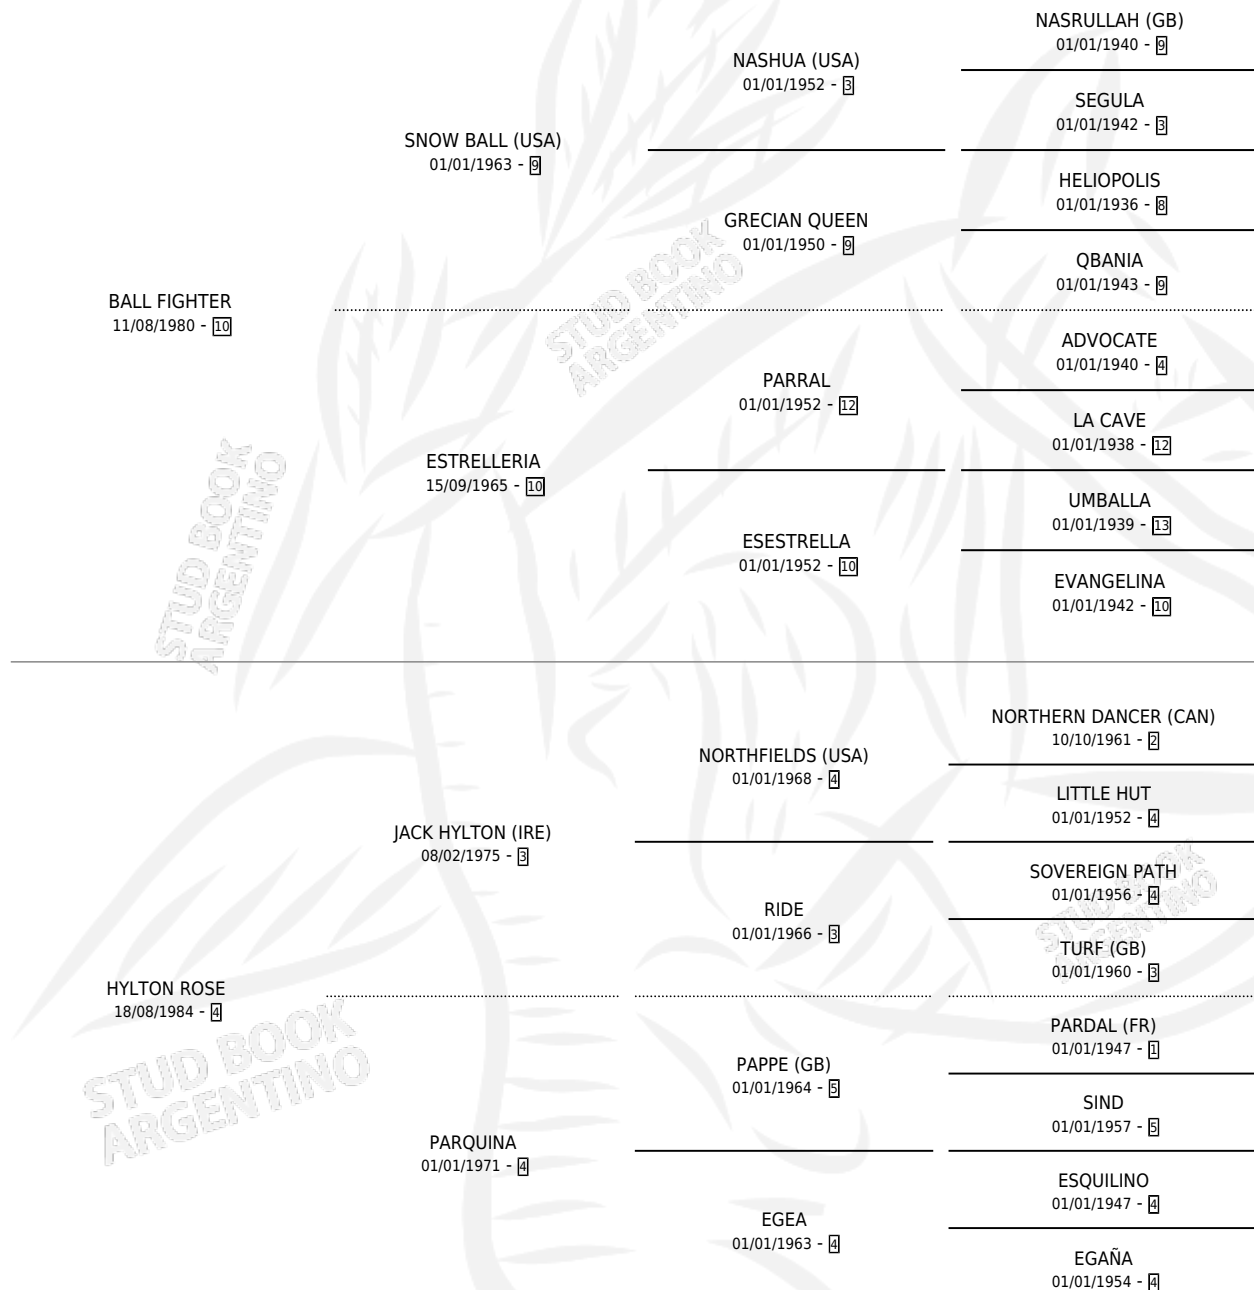 NASRULLAH (GB)
01/01/1940 - 9
NASHUA (USA)
01/01/1952 - 3
SEGULA
01/01/1942 - 3
SNOW BALL (USA)
01/01/1963 - 9
HELIOPOLIS
01/01/1936 - 8
GRECIAN QUEEN
01/01/1950 - 9
QBANIA
01/01/1943 - 9
BALL FIGHTER
11/08/1980 - 10
ADVOCATE
01/01/1940 - 4
PARRAL
01/01/1952 - 12
LA CAVE
01/01/1938 - 12
ESTRELLERIA
15/09/1965 - 10
UMBALLA
01/01/1939 - 13
ESESTRELLA
01/01/1952 - 10
EVANGELINA
01/01/1942 - 10
NORTHERN DANCER (CAN)
10/10/1961 - 2
NORTHFIELDS (USA)
01/01/1968 - 4
LITTLE HUT
01/01/1952 - 4
JACK HYLTON (IRE)
08/02/1975 - 3
SOVEREIGN PATH
01/01/1956 - 4
RIDE
01/01/1966 - 3
TURF (GB)
01/01/1960 - 3
HYLTON ROSE
18/08/1984 - 4
PARDAL (FR)
01/01/1947 - 1
PAPPE (GB)
01/01/1964 - 5
SIND
01/01/1957 - 5
PARQUINA
01/01/1971 - 4
ESQUILINO
01/01/1947 - 4
EGEA
01/01/1963 - 4
EGAÑA
01/01/1954 - 4
STUD BOOK
ARGENTINO
STUD BOOK
ARGENTINO
STUD BOOK
ARGENTINO
STUD BOOK
ARGENTINO